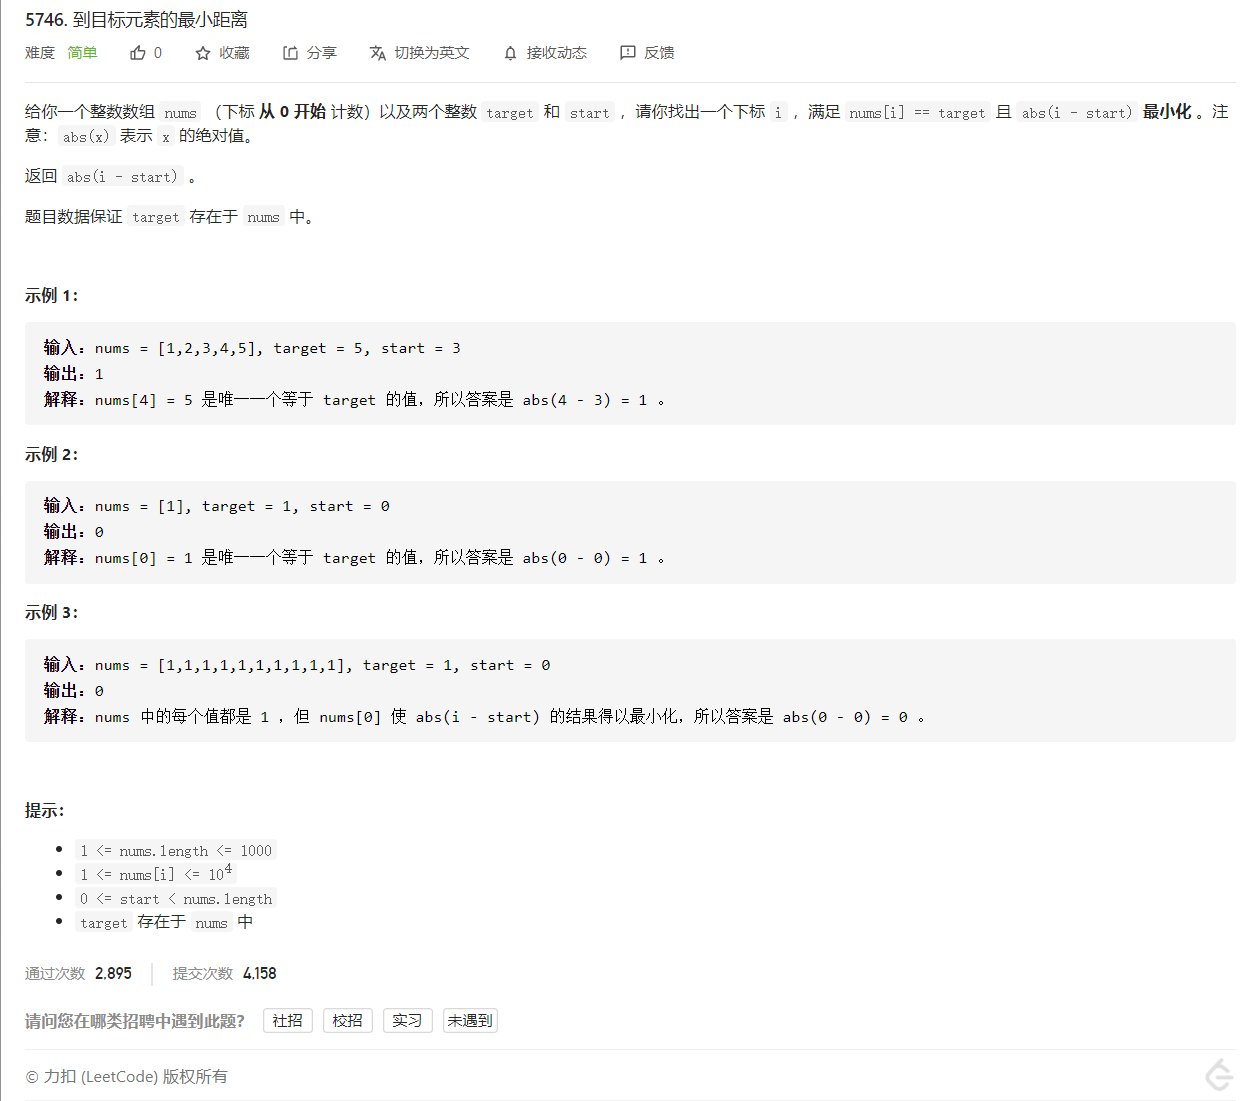 5746. 到目标元素的最小距离
难度 简单 0 收藏 分享 切换为英文 接收动态 反馈
给你一个整数数组 nums （下标 从 0 开始 计数）以及两个整数 target 和 start ，请你找出一个下标 i ，满足 nums[i] == target 且 abs(i - start) 最小化 。注
意：abs(x) 表示 x 的绝对值。
返回 abs(i - start) 。
题目数据保证 target 存在于 nums 中。
示例 1：
输入：nums = [1,2,3,4,5], target = 5, start = 3
输出：1
解释：nums[4] = 5 是唯一一个等于 target 的值，所以答案是 abs(4 - 3) = 1 。
示例 2：
输入：nums = [1], target = 1, start = 0
输出：0
解释：nums[0] = 1 是唯一一个等于 target 的值，所以答案是 abs(0 - 0) = 1 。
示例 3：
输入：nums = [1,1,1,1,1,1,1,1,1,1], target = 1, start = 0
输出：0
解释：nums 中的每个值都是 1 ，但 nums[0] 使 abs(i - start) 的结果得以最小化，所以答案是 abs(0 - 0) = 0 。
提示：
• 1 <= nums.length <= 1000
• 1 <= nums[i] <= 10⁴
• 0 <= start < nums.length
• target 存在于 nums 中
通过次数 2,895 提交次数 4,158
请问您在哪类招聘中遇到此题？ 社招 校招 实习 未遇到
© 力扣 (LeetCode) 版权所有